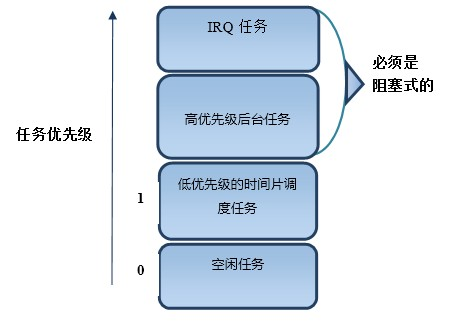 IRQ 任务
必须是
阻塞式的
高优先级后台任务
任务优先级
低优先级的时间片调
度任务
1
空闲任务
0